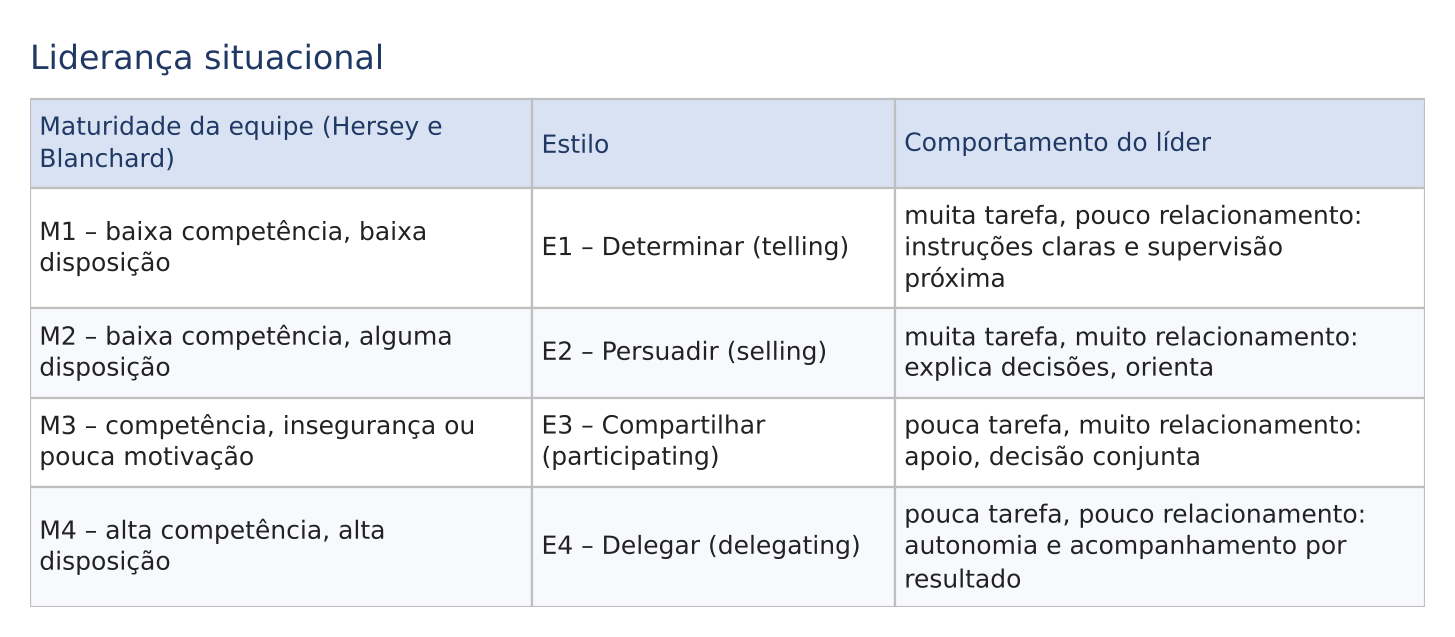 Liderança situacional
Maturidade da equipe (Hersey e
Blanchard)
Estilo
Comportamento do líder
M1 – baixa competência, baixa
disposição
E1 – Determinar (telling)
muita tarefa, pouco relacionamento:
instruções claras e supervisão
próxima
M2 – baixa competência, alguma
disposição
E2 – Persuadir (selling)
muita tarefa, muito relacionamento:
explica decisões, orienta
M3 – competência, insegurança ou
pouca motivação
E3 – Compartilhar
(participating)
pouca tarefa, muito relacionamento:
apoio, decisão conjunta
M4 – alta competência, alta
disposição
E4 – Delegar (delegating)
pouca tarefa, pouco relacionamento:
autonomia e acompanhamento por
resultado